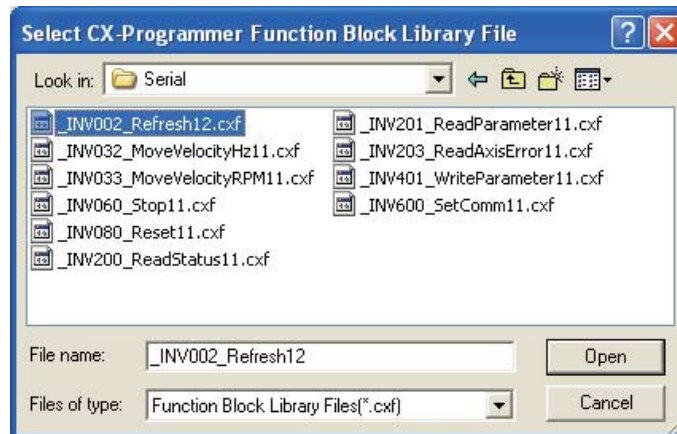 Select CX-Programmer Function Block Library File
Look in: Serial
_INV002_Refresh12.cxf
_INV032_MoveVelocityHz11.cxf
_INV033_MoveVelocityRPM11.cxf
_INV060_Stop11.cxf
_INV080_Reset11.cxf
_INV200_ReadStatus11.cxf
_INV201_ReadParameter11.cxf
_INV203_ReadAxisError11.cxf
_INV401_WriteParameter11.cxf
_INV600_SetComm11.cxf
File name: _INV002_Refresh12 Open
Files of type: Function Block Library Files(*.cxf) Cancel